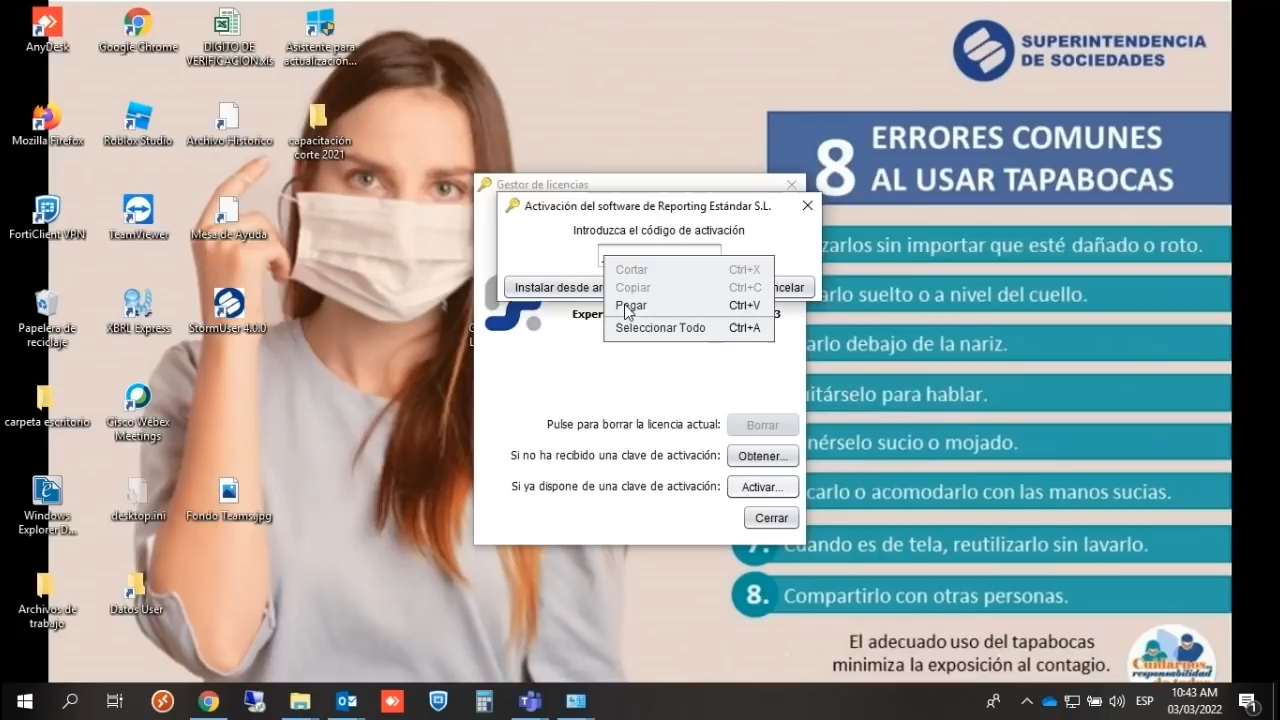 AnyDesk
Google Chrome
DIGITO DE
VERIFICACION.xls
Asistente para
actualización...
Mozilla Firefox
Roblox Studio
Archivo Historico
capacitación
corte 2021
FortiClient VPN
TeamViewer
Mesa de Ayuda
Papelera de
reciclaje
XBRL Express
StormUser 4.0.0
carpeta escritorio
Cisco Webex
Meetings
Windows
Explorer D...
desktop.ini
Fondo Teams.jpg
Archivos de
trabajo
Datos User
SUPERINTENDENCIA
DE SOCIEDADES
8 ERRORES COMUNES
AL USAR TAPABOCAS
zarlos sin importar que esté dañado o roto.
arlo suelto o a nivel del cuello.
arlo debajo de la nariz.
uitárselo para hablar.
nérselo sucio o mojado.
carlo o acomodarlo con las manos sucias.
7. Cuando es de tela, reutilizarlo sin lavarlo.
8. Compartirlo con otras personas.
El adecuado uso del tapabocas
minimiza la exposición al contagio.
Gestor de licencias
Activación del software de Reporting Estándar S.L.
Introduzca el código de activación
Instalar desde ar
ncelar
Cortar Ctrl+X
Copiar Ctrl+C
Pegar Ctrl+V
Seleccionar Todo Ctrl+A
Exper
3
Pulse para borrar la licencia actual: Borrar
Si no ha recibido una clave de activación: Obtener...
Si ya dispone de una clave de activación: Activar...
Cerrar
ESP
10:43 AM
03/03/2022
1